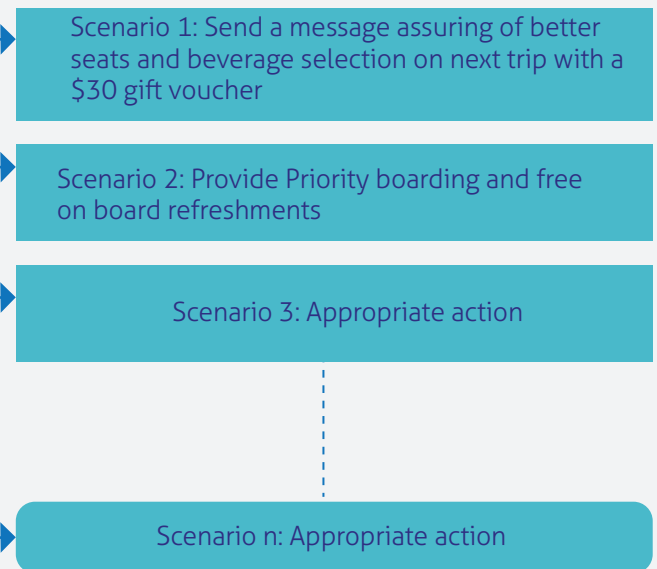 Scenario 1: Send a message assuring of better
seats and beverage selection on next trip with a
$30 gift voucher
Scenario 2: Provide Priority boarding and free
on board refreshments
Scenario 3: Appropriate action
Scenario n: Appropriate action